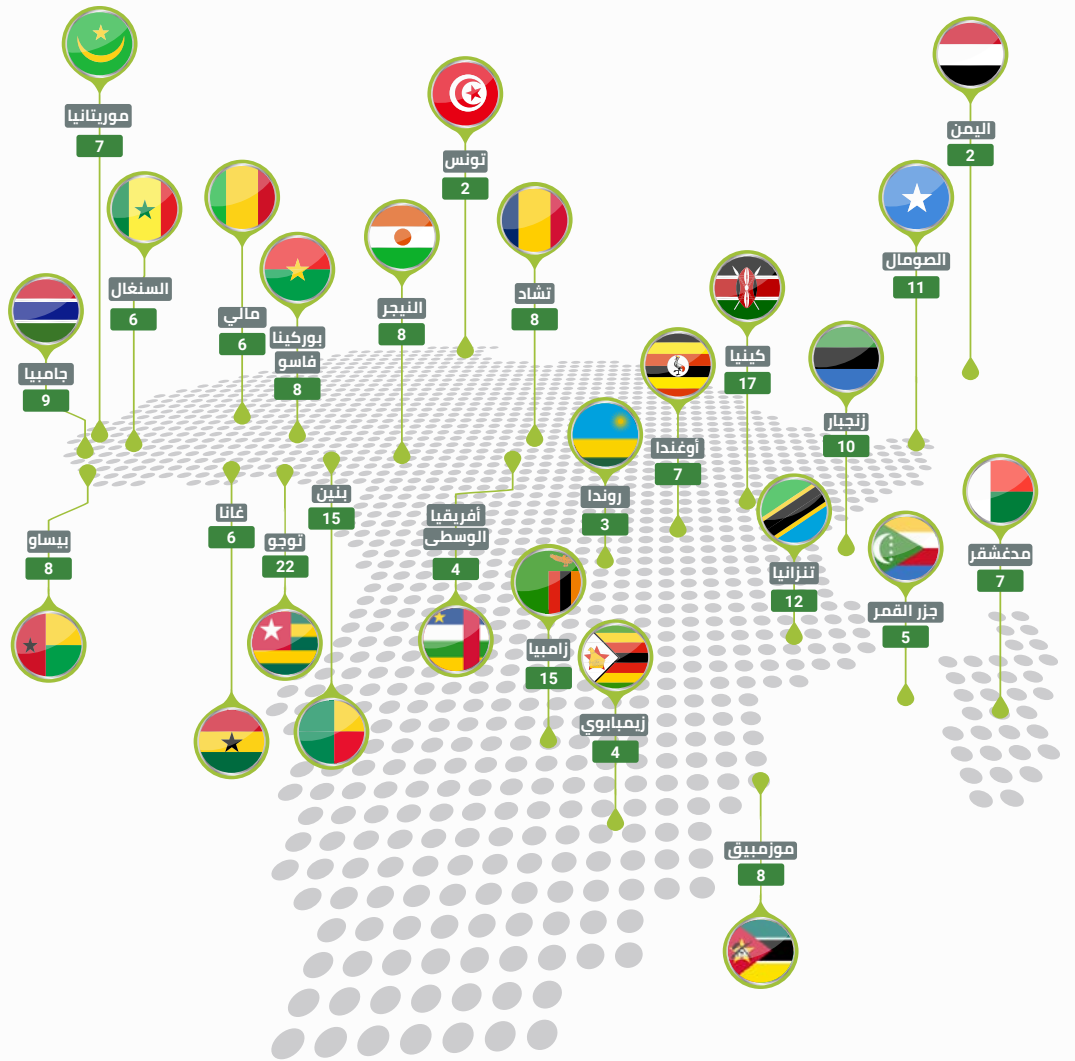 موريتانيا
7
اليمن
2
تونس
2
الصومال
11
السنغال
6
تشاد
8
النيجر
8
مالي
6
بوركينا
فاسو
8
كينيا
17
جامبيا
9
زنجبار
10
أوغندا
7
روندا
3
بنين
15
غانا
6
توجو
22
بيساو
8
أفريقيا
الوسطى
4
تنزانيا
12
مدغشقر
7
جزر القمر
5
زامبيا
15
زيمبابوي
4
موزمبيق
8